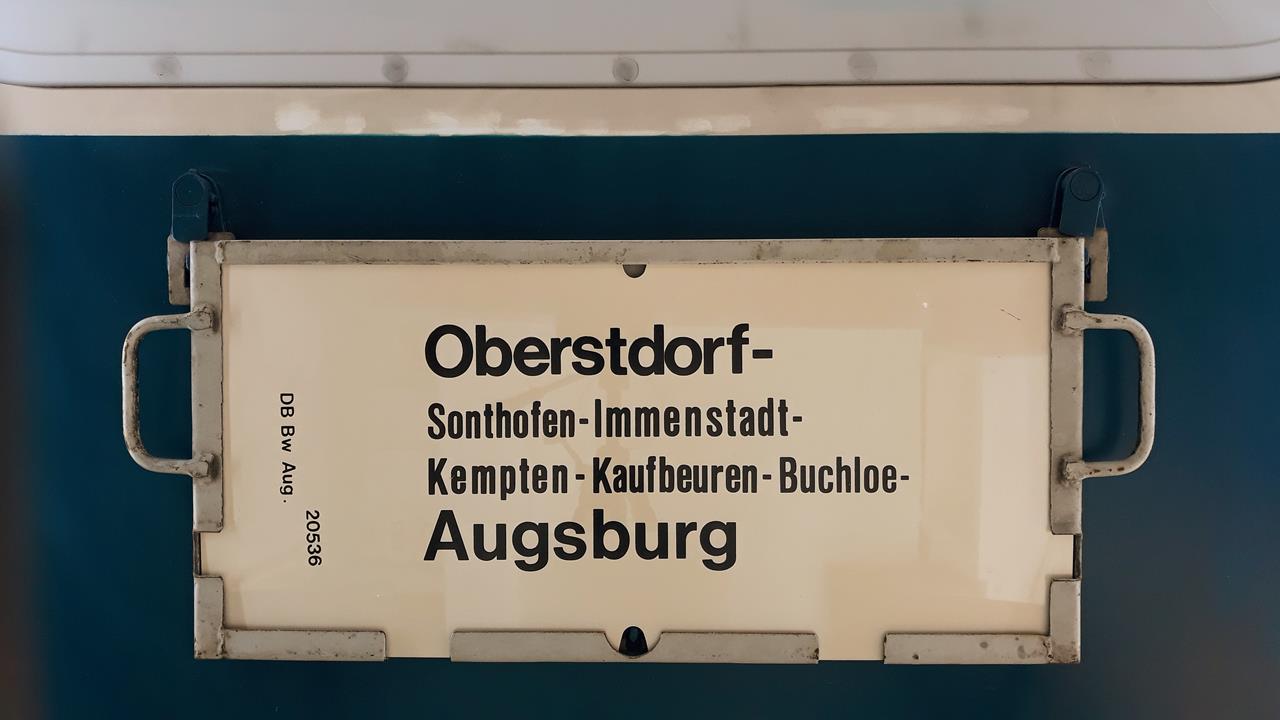 Oberstdorf-
Sonthofen-Immenstadt-
Kempten-Kaufbeuren-Buchloe-
Augsburg
DB Bw Aug.
20536